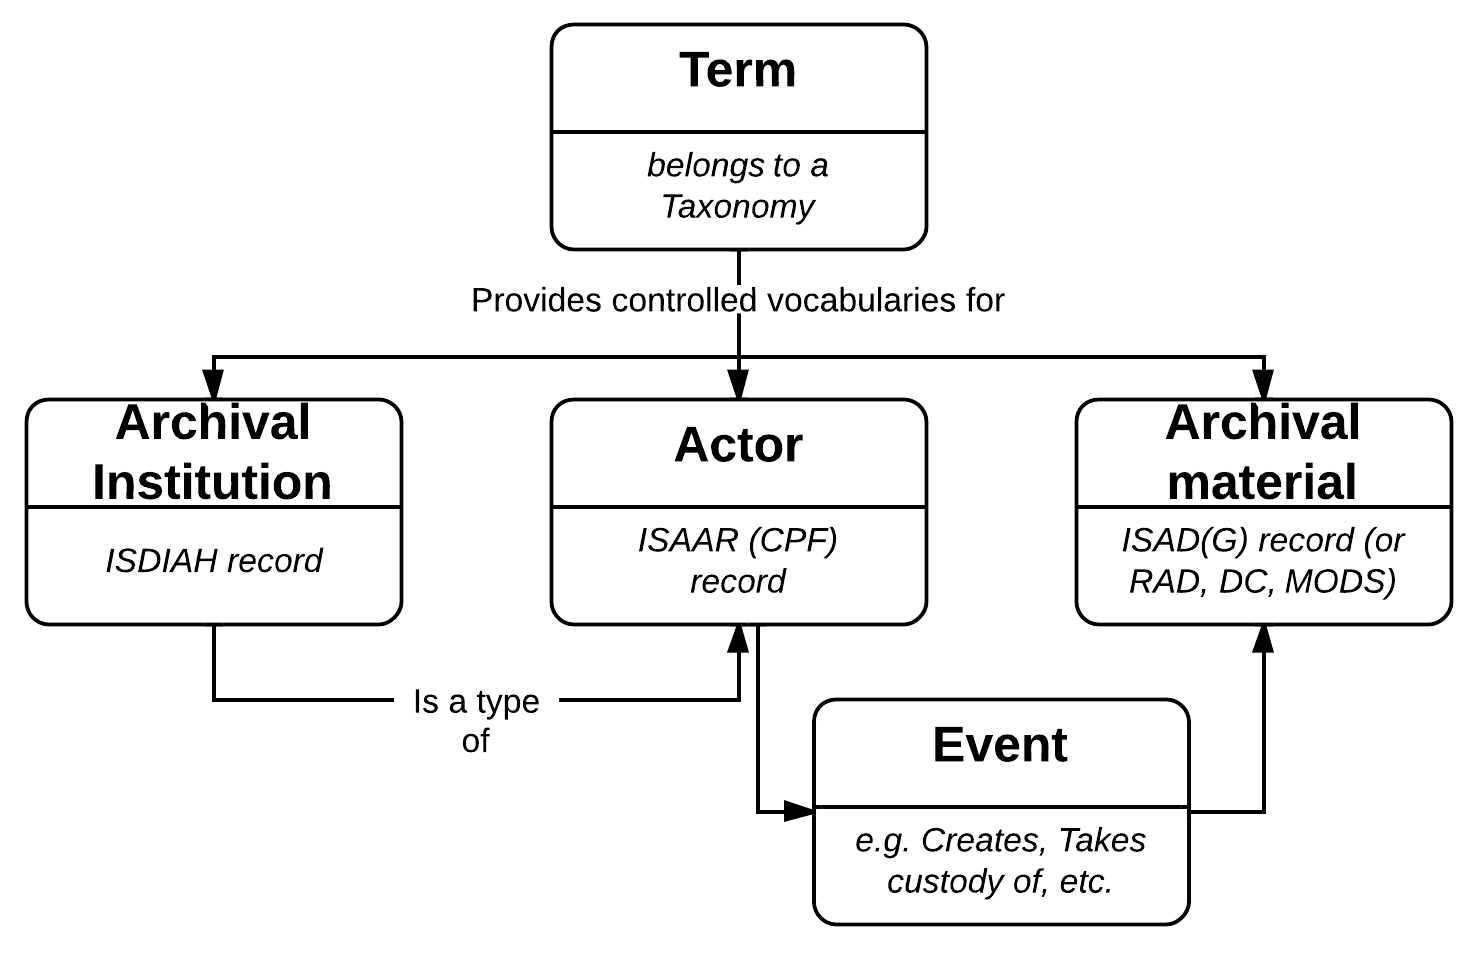 Term
belongs to a
Taxonomy
Provides controlled vocabularies for
Archival
Institution
ISDIAH record
Actor
ISAAR (CPF)
record
Archival
material
ISAD(G) record (or
RAD, DC, MODS)
Is a type
of
Event
e.g. Creates, Takes
custody of, etc.